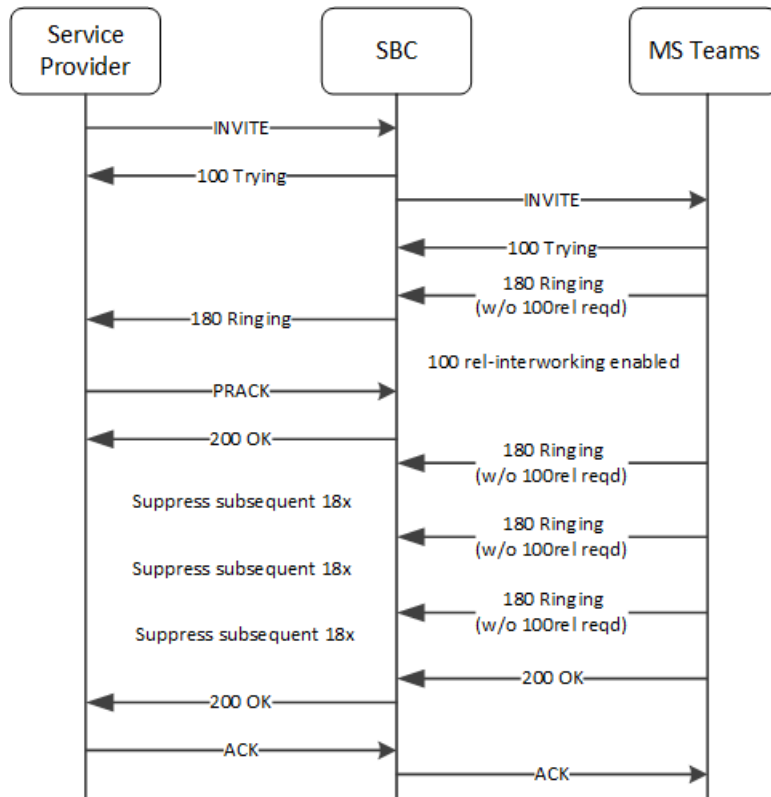 Service
Provider
SBC
MS Teams
INVITE
100 Trying
INVITE
100 Trying
180 Ringing
(w/o 100rel reqd)
180 Ringing
100 rel-interworking enabled
PRACK
200 OK
180 Ringing
(w/o 100rel reqd)
Suppress subsequent 18x
180 Ringing
(w/o 100rel reqd)
Suppress subsequent 18x
180 Ringing
(w/o 100rel reqd)
Suppress subsequent 18x
200 OK
200 OK
ACK
ACK